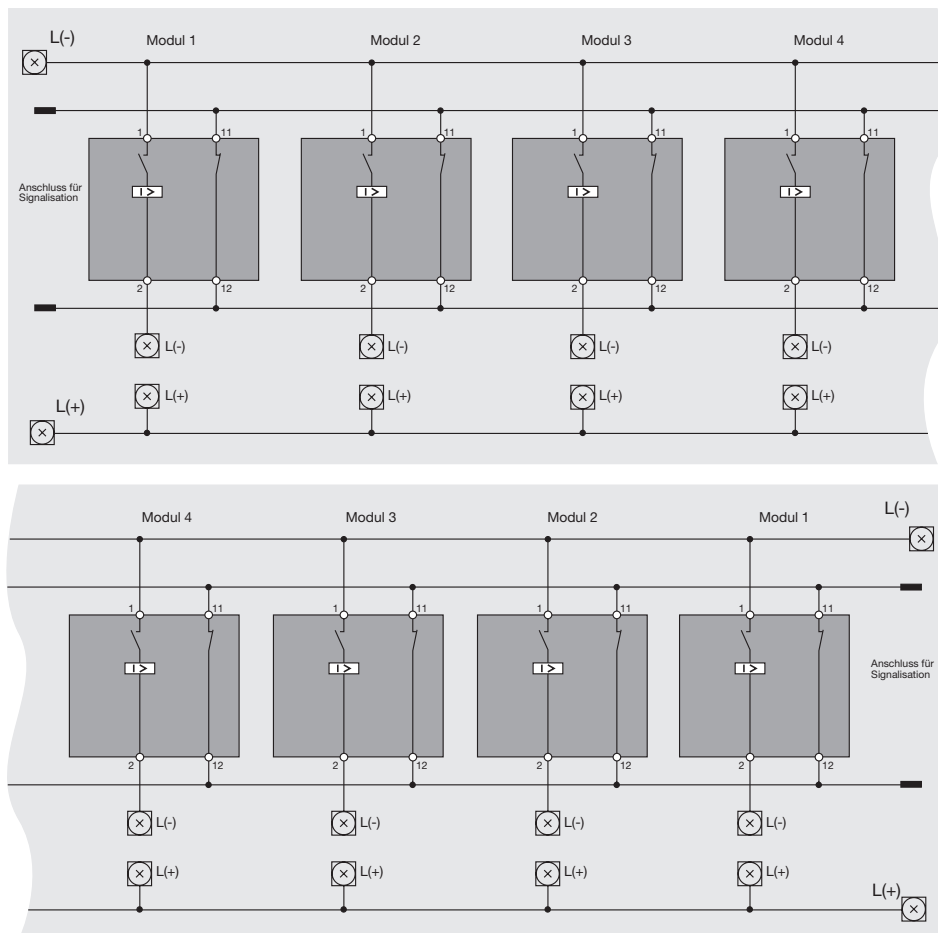 L(-) Modul 1 Modul 2 Modul 3 Modul 4
1 11 1 11 1 11 1 11
Anschluss für
Signalisation
I > I > I > I >
2 12 2 12 2 12 2 12
L(-) L(-) L(-) L(-)
L(+) L(+) L(+) L(+)
L(+)
Modul 4 Modul 3 Modul 2 Modul 1 L(-)
1 11 1 11 1 11 1 11
I > I > I > I >
Anschluss für
Signalisation
2 12 2 12 2 12 2 12
L(-) L(-) L(-) L(-)
L(+) L(+) L(+) L(+)
L(+)